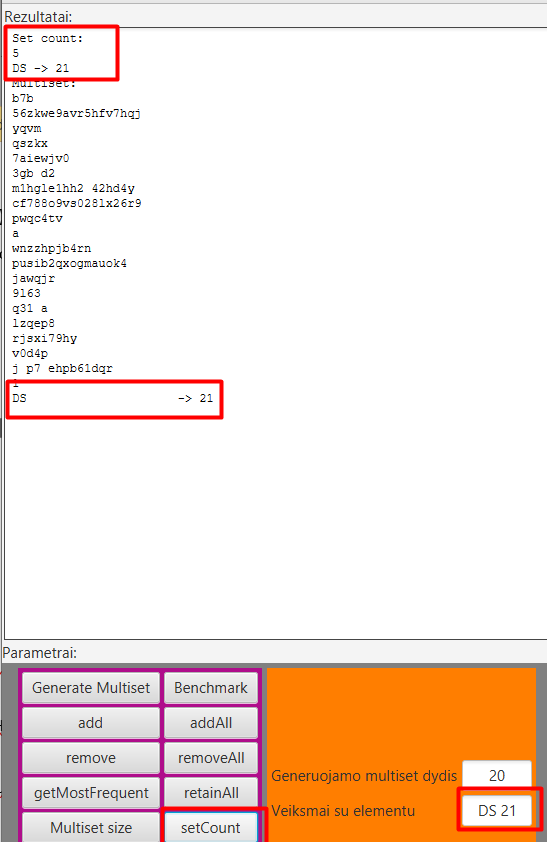 Rezultatai:
Set count:
5
DS -> 21
Multiset:
b7b
56zkwe9avr5hfv7hqj
yqvm
qszkx
7aiewjv0
3gb d2
m1hgle1hh2 42hd4y
cf788o9vs028lx26r9
pwqc4tv
a
wnzzhpjb4rn
pusib2qxogmauok4
jawqjr
9l63
q31 a
lzqep8
rjsxi79hy
v0d4p
j p7 ehpb61dqr
DS -> 21
Parametrai:
Generate Multiset Benchmark
add addAll
remove removeAll
Generuojamo multiset dydis 20
getMostFrequent retainAll
Veiksmai su elementu DS 21
Multiset size setCount